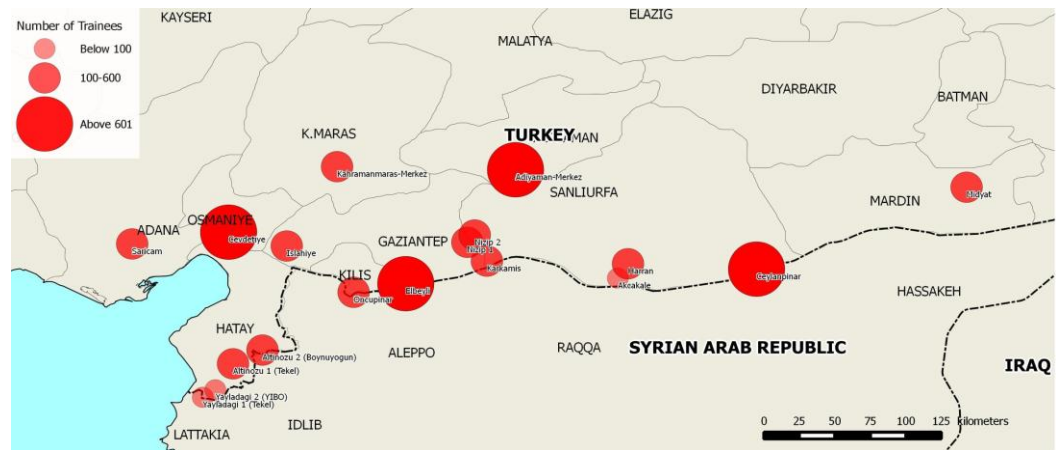 Number of Trainees
Below 100
100-600
Above 601
KAYSERI
ELAZIG
MALATYA
DIYARBAKIR
BATMAN
K.MARAS
TURKEY
Kahramanmaras-Merkez
Adiyaman-Merkez
SANLIURFA
Midyat
MARDIN
OSMANIYE
ADANA
Cevdetiye
Saricam
Islahiye
GAZIANTEP
Nizip 2
Nizip 1
Karkamis
Harran
Akcakale
Ceylanpinar
KILIS
Oncupinar
Elbeyli
HASSAKEH
HATAY
Altinozu 2 (Boynuyogun)
Altinozu 1 (Tekel)
ALEPPO
RAQQA
SYRIAN ARAB REPUBLIC
IRAQ
Yayladagi 2 (YIBO)
Yayladagi 1 (Tekel)
IDLIB
LATTAKIA
0 25 50 75 100 125 kilometers